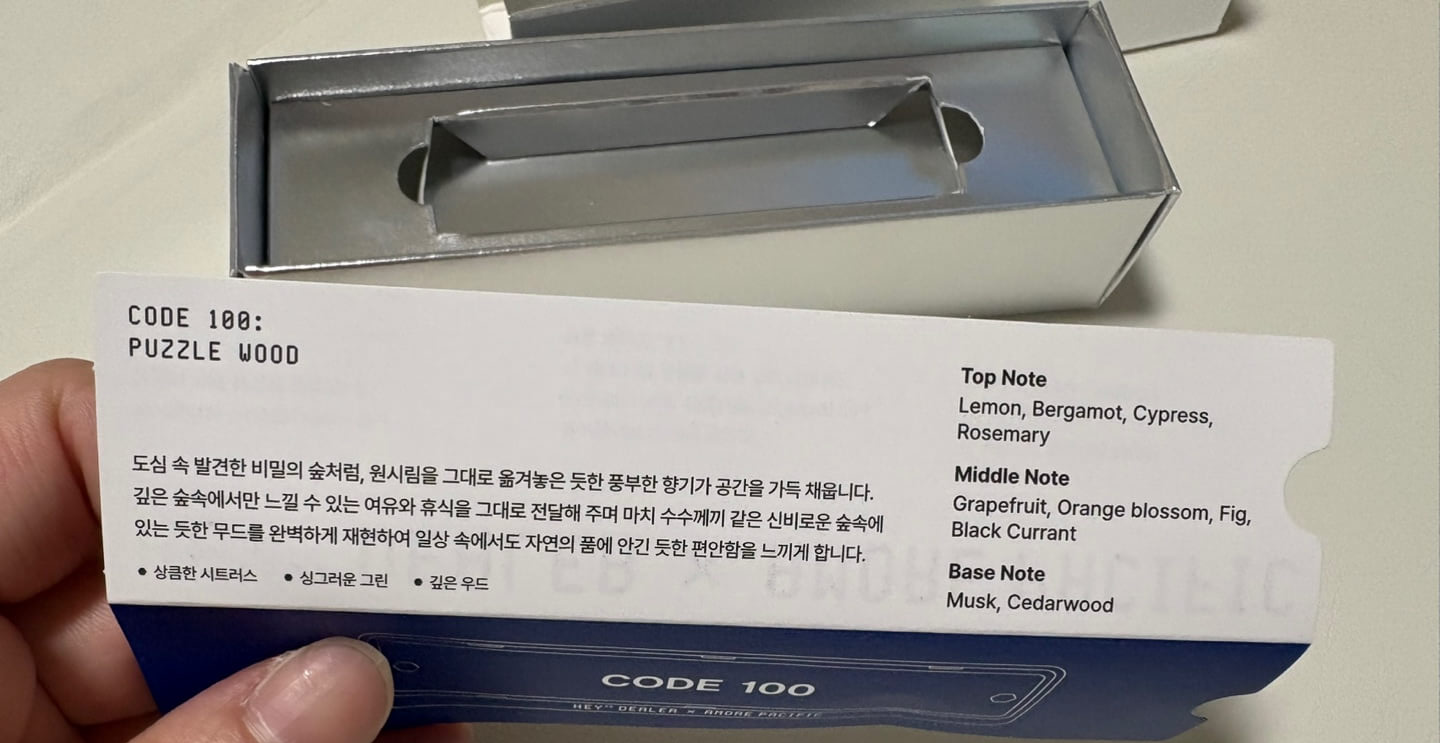 CODE 100:
PUZZLE WOOD
도심 속 발견한 비밀의 숲처럼, 원시림을 그대로 옮겨놓은 듯한 풍부한 향기가 공간을 가득 채웁니다.
깊은 숲속에서만 느낄 수 있는 여유와 휴식을 그대로 전달해 주며 마치 수수께끼 같은 신비로운 숲속에
있는 듯한 무드를 완벽하게 재현하여 일상 속에서도 자연의 품에 안긴 듯한 편안함을 느끼게 합니다.
• 상큼한 시트러스 • 싱그러운 그린 • 깊은 우드
Top Note
Lemon, Bergamot, Cypress,
Rosemary
Middle Note
Grapefruit, Orange blossom, Fig,
Black Currant
Base Note
Musk, Cedarwood
CODE 100
HEY DEALER × AMORE PACIFIC